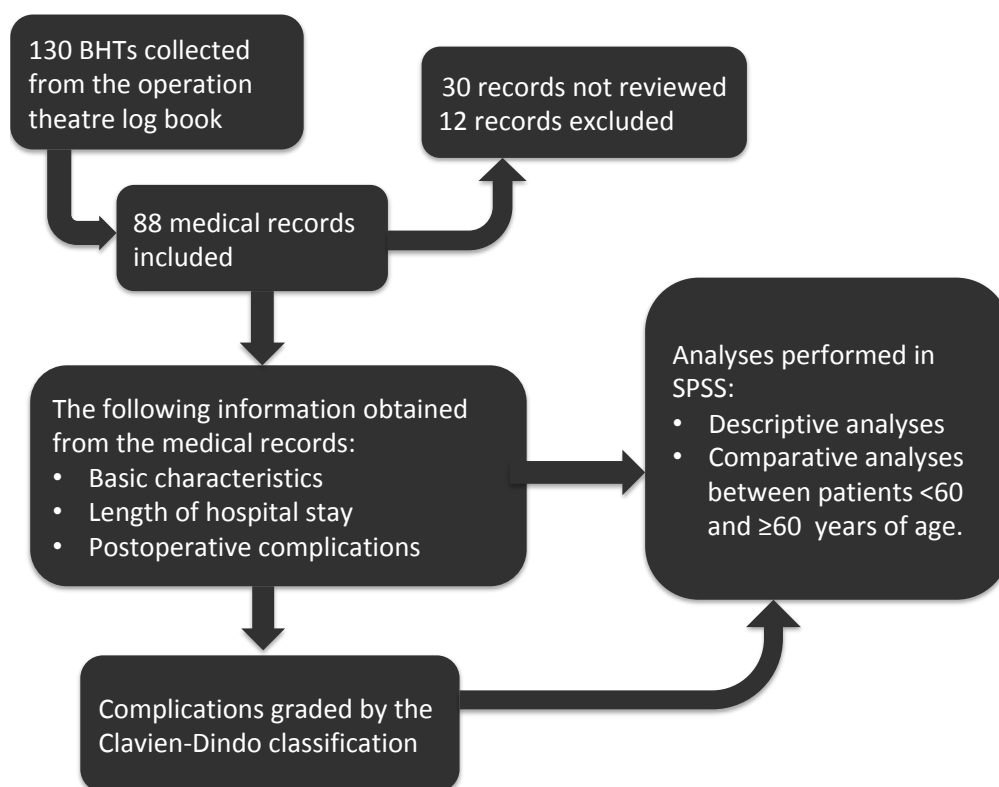 130 BHTs collected
from the operation
theatre log book
30 records not reviewed
12 records excluded
88 medical records
included
The following information obtained
from the medical records:
• Basic characteristics
• Length of hospital stay
• Postoperative complications
Analyses performed in
SPSS:
• Descriptive analyses
• Comparative analyses
between patients <60
and ≥60 years of age.
Complications graded by the
Clavien-Dindo classification